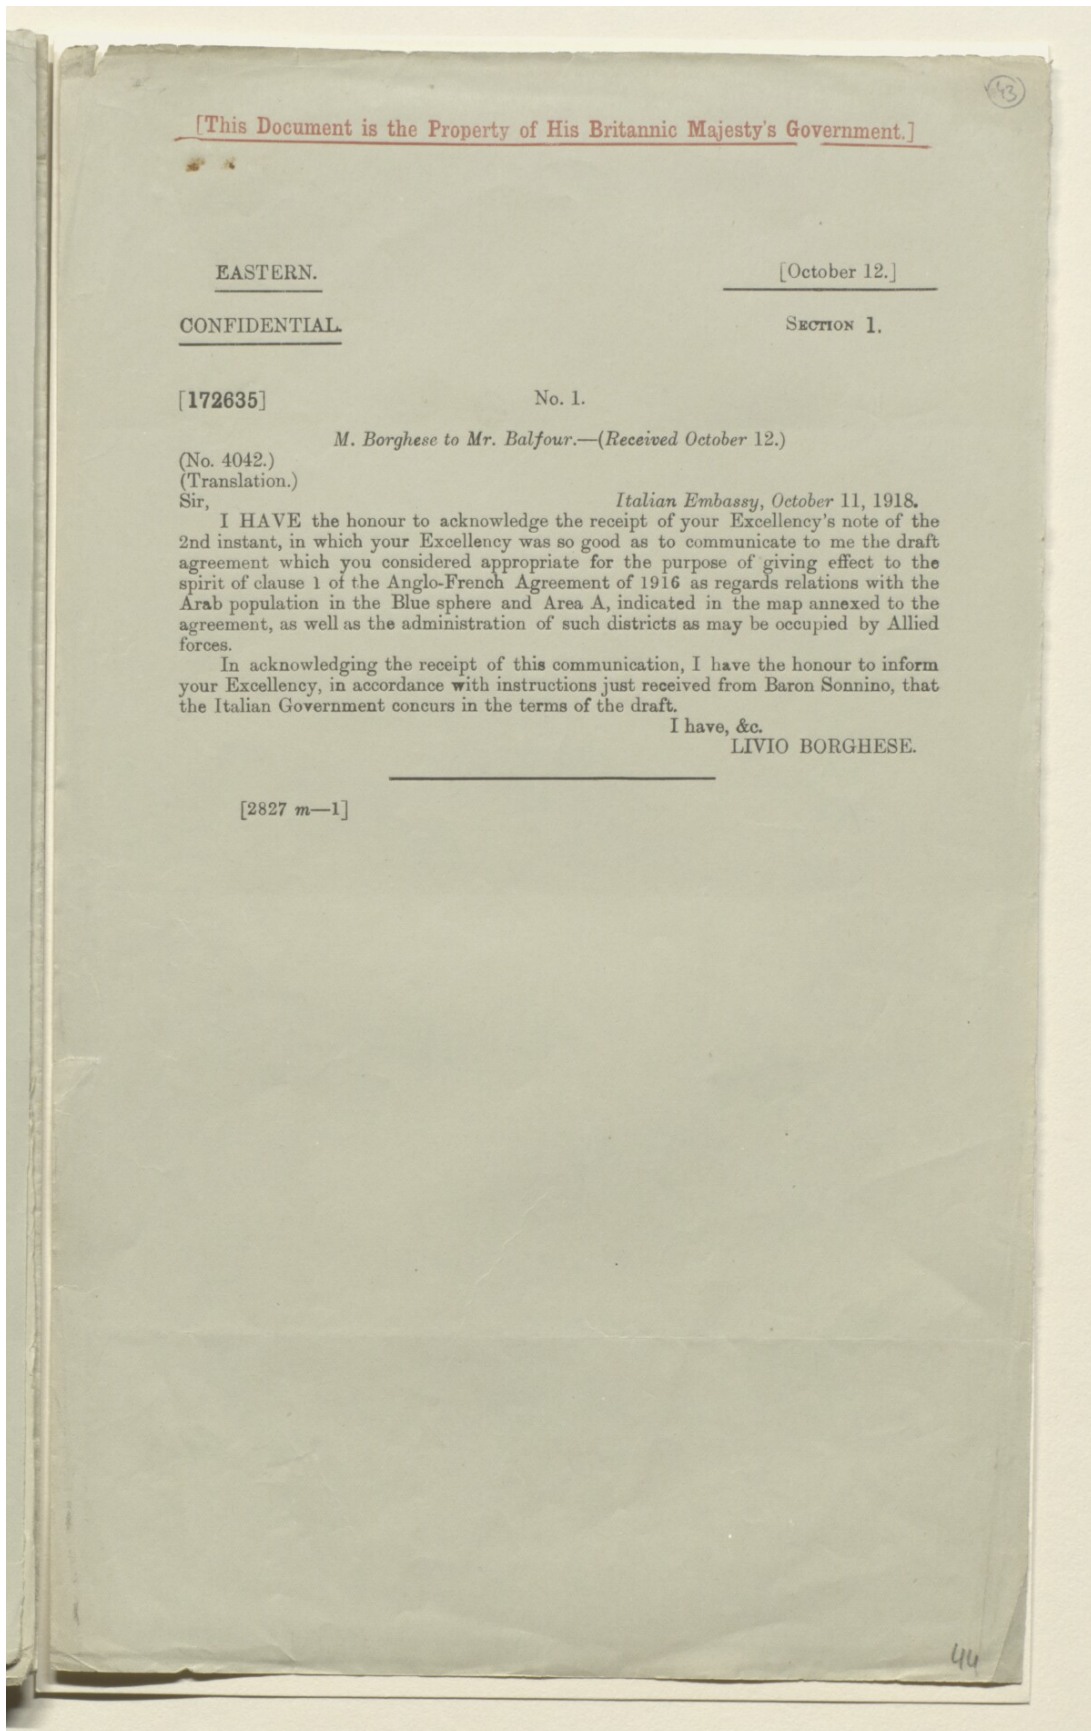 43
[This Document is the Property of His Britannic Majesty's Government.]
EASTERN.
[October 12.]
CONFIDENTIAL.
SECTION 1.
[172635]
No. 1.
M. Borghese to Mr. Balfour.—(Received October 12.)
(No. 4042.)
(Translation.)
Sir, Italian Embassy, October 11, 1918.
I HAVE the honour to acknowledge the receipt of your Excellency's note of the
2nd instant, in which your Excellency was so good as to communicate to me the draft
agreement which you considered appropriate for the purpose of giving effect to the
spirit of clause 1 of the Anglo-French Agreement of 1916 as regards relations with the
Arab population in the Blue sphere and Area A, indicated in the map annexed to the
agreement, as well as the administration of such districts as may be occupied by Allied
forces.
In acknowledging the receipt of this communication, I have the honour to inform
your Excellency, in accordance with instructions just received from Baron Sonnino, that
the Italian Government concurs in the terms of the draft.
I have, &c.
LIVIO BORGHESE.
[2827 m—1]
44